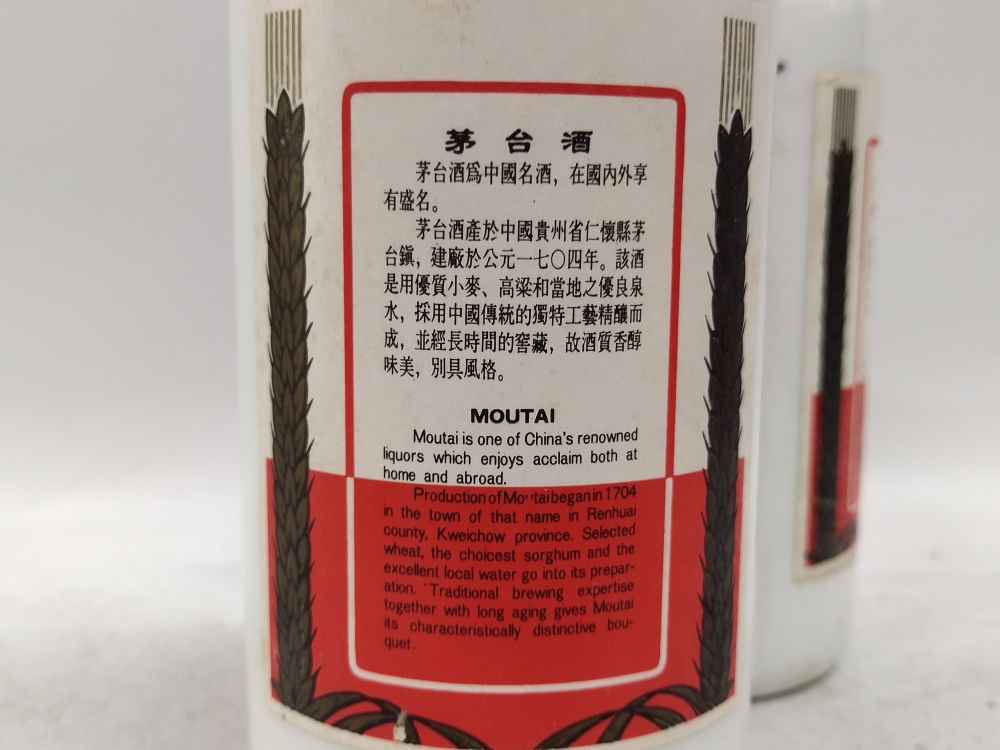 茅台酒
茅台酒爲中國名酒，在國內外享
有盛名。
茅台酒產於中國貴州省仁懷縣茅
台鎭，建廠於公元一七〇四年。該酒
是用優質小麥、高粱和當地之優良泉
水，採用中國傳統的獨特工藝精釀而
成，並經長時間的窖藏，故酒質香醇
味美，別具風格。
MOUTAI
Moutai is one of China's renowned
liquors which enjoys acclaim both at
home and abroad.
Production of Moutai began in 1704
in the town of that name in Renhuai
county, Kweichow province. Selected
wheat, the choicest sorghum and the
excellent local water go into its prepar-
ation. Traditional brewing expertise
together with long aging gives Moutai
its characteristically distinctive bou-
quet.